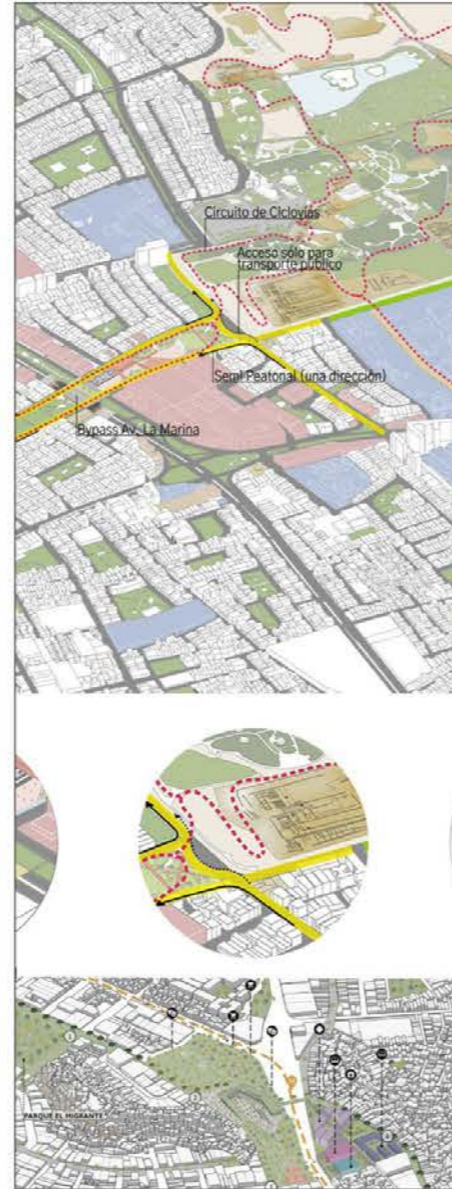 Circuito de Ciclovías
Acceso sólo para
transporte público
Semi Peatonal (una dirección)
Bypass Av. La Marina
PARQUE EL MIGRANTE